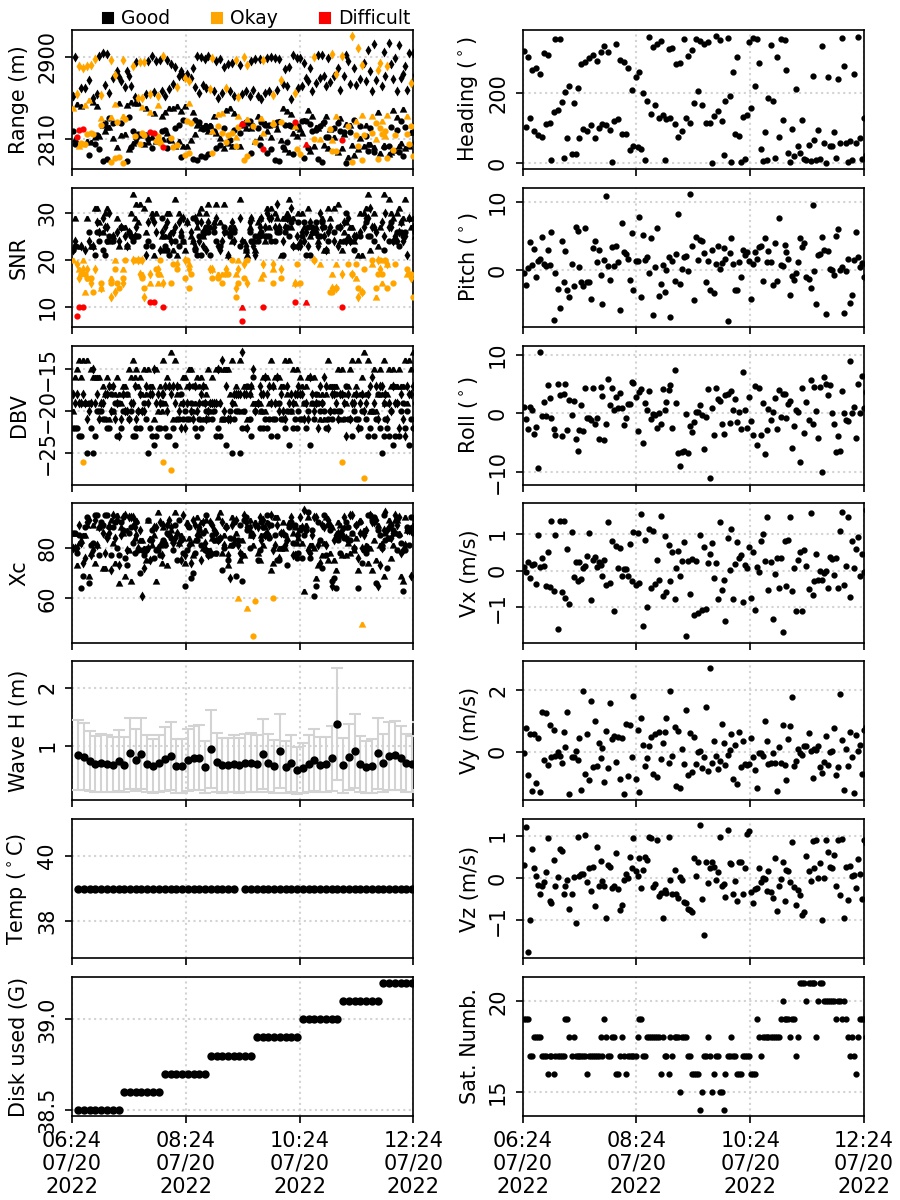 Good Okay Difficult
Range (m) 2900 2810
Heading (°) 200 0
SNR 30 20 10
Pitch (°) 10 0
DBV −15 −20 −25
Roll (°) 10 0 −10
Xc 80 60
Vx (m/s) 1 0 −1
Wave H (m) 2 1
Vy (m/s) 2 0
Temp (°C) 40 38
Vz (m/s) 1 0 −1
Disk used (G) 39.0 38.5
Sat. Numb. 20 15
06:24 08:24 10:24 12:24 06:24 08:24 10:24 12:24
07/20 07/20 07/20 07/20 07/20 07/20 07/20 07/20
2022 2022 2022 2022 2022 2022 2022 2022